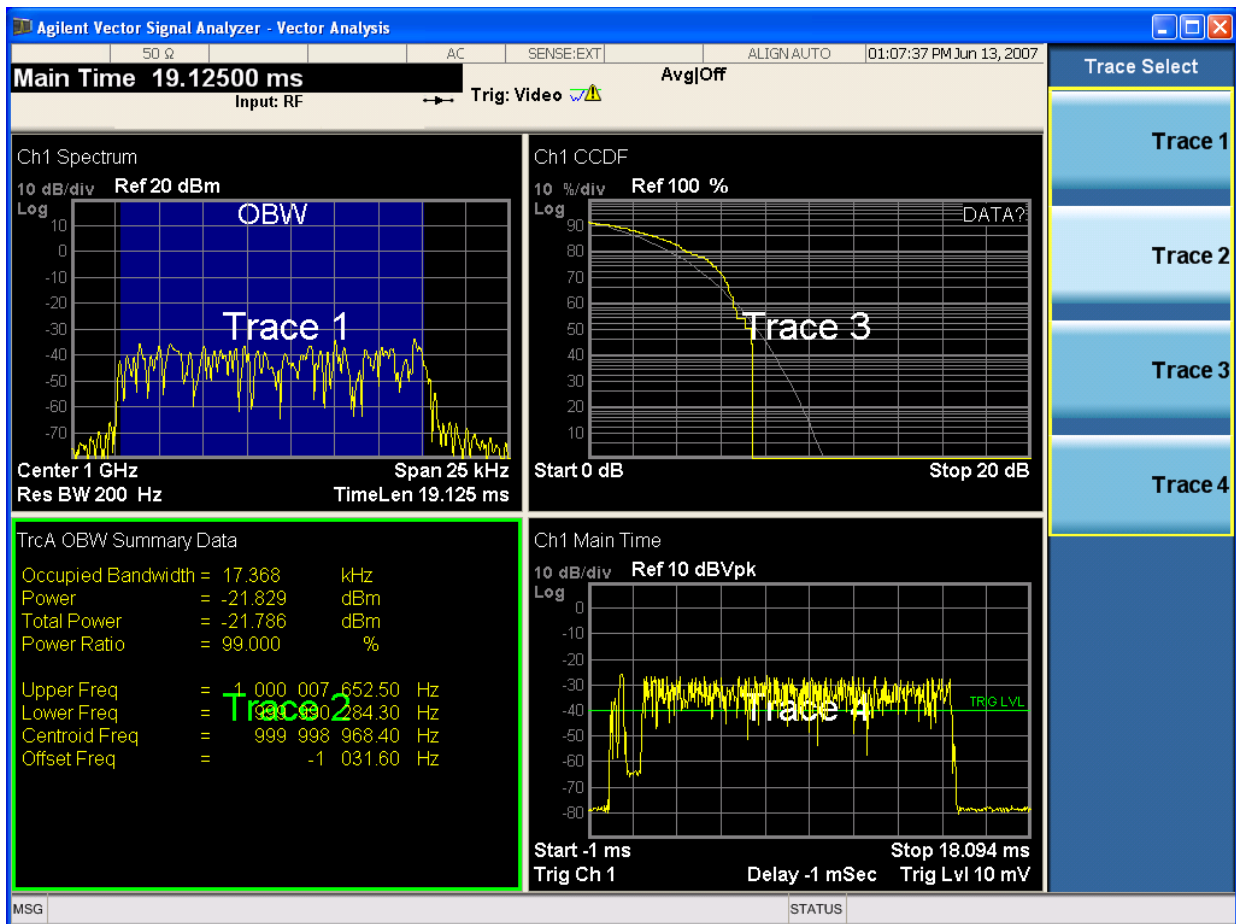 Agilent Vector Signal Analyzer - Vector Analysis
50 Ω AC SENSE:EXT ALIGN AUTO 01:07:37 PM Jun 13, 2007
Main Time 19.12500 ms
Input: RF
Trig: Video
Avg|Off
Ch1 Spectrum
10 dB/div Ref 20 dBm
Log
OBW
10
0
-10
-20
-30
-40
-50
-60
-70
Trace 1
Center 1 GHz Span 25 kHz
Res BW 200 Hz TimeLen 19.125 ms
Ch1 CCDF
10 %/div Ref 100 %
Log
DATA?
90
80
70
60
50
40
30
20
10
Trace 3
Start 0 dB Stop 20 dB
TrcA OBW Summary Data
Occupied Bandwidth = 17.368 kHz
Power = -21.829 dBm
Total Power = -21.786 dBm
Power Ratio = 99.000 %
Upper Freq = 1 000 007 652.50 Hz
Lower Freq = 999 990 284.30 Hz
Centroid Freq = 999 998 968.40 Hz
Offset Freq = -1 031.60 Hz
Trace 2
Ch1 Main Time
10 dB/div Ref 10 dBVpk
Log
0
-10
-20
-30
-40
-50
-60
-70
-80
TRIG LVL
Trace 4
Start -1 ms Stop 18.094 ms
Trig Ch 1 Delay -1 mSec Trig Lvl 10 mV
Trace Select
Trace 1
Trace 2
Trace 3
Trace 4
MSG STATUS